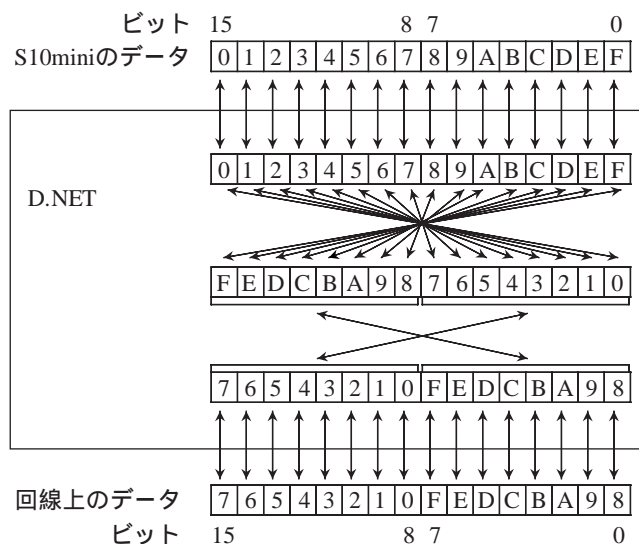 ビット 15 8 7 0
S10miniのデータ 0 1 2 3 4 5 6 7 8 9 A B C D E F
0 1 2 3 4 5 6 7 8 9 A B C D E F
D.NET
F E D C B A 9 8 7 6 5 4 3 2 1 0
7 6 5 4 3 2 1 0 F E D C B A 9 8
回線上のデータ 7 6 5 4 3 2 1 0 F E D C B A 9 8
ビット 15 8 7 0